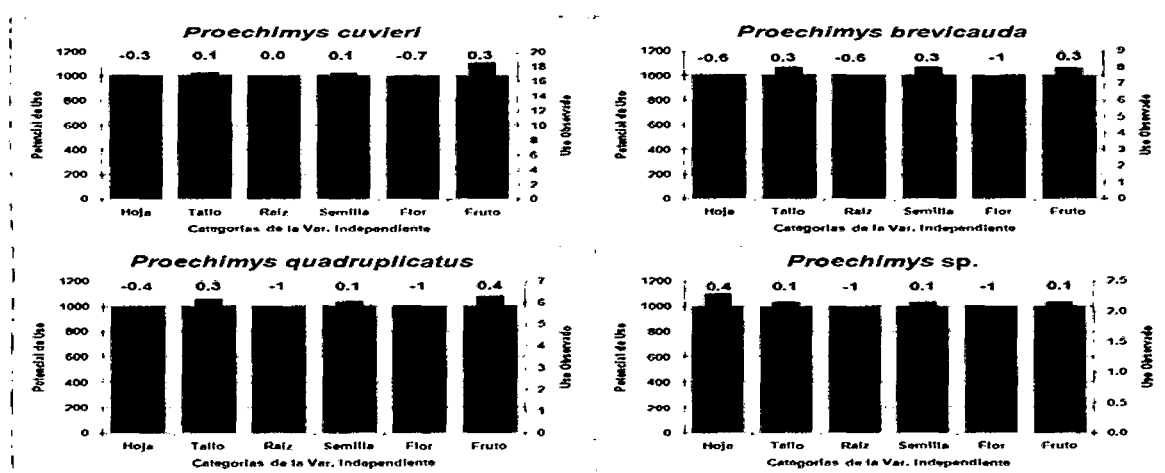 Proechimys cuvieri
-0.3 0.1 0.0 0.1 -0.7 0.3
1200
1000
800
600
400
200
0
Potencial de Uso
20
18
16
14
12
10
8
6
4
2
0
Uso Observado
Hoja Tallo Raiz Semilla Flor Fruto
Categorías de la Var. Independiente
Proechimys brevicauda
-0.6 0.3 -0.6 0.3 -1 0.3
1200
1000
800
600
400
200
0
Potencial de Uso
9
8
7
6
5
4
3
2
1
0
Uso Observado
Hoja Tallo Raiz Semilla Flor Fruto
Categorías de la Var. Independiente
Proechimys quadruplicatus
-0.4 0.3 -1 0.1 -1 0.4
1200
1000
800
600
400
200
0
Potencial de Uso
7
6
5
4
3
2
1
0
Uso Observado
Hoja Tallo Raiz Semilla Flor Fruto
Categorías de la Var. Independiente
Proechimys sp.
0.4 0.1 -1 0.1 -1 0.1
1200
1000
800
600
400
200
0
Potencial de Uso
2.5
2.0
1.5
1.0
0.5
0.0
Uso Observado
Hoja Tallo Raiz Semilla Flor Fruto
Categorías de la Var. Independiente